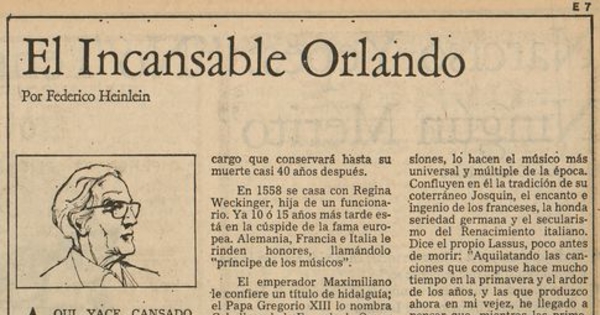 E 7
El Incansable Orlando
Por Federico Heinlein
AQUI YACE CANSADO
cargo que conservará hasta su
muerte casi 40 años después.
En 1558 se casa con Regina
Weckinger, hija de un funciona-
rio. Ya 10 ó 15 años más tarde es-
tá en la cúspide de la fama euro-
pea. Alemania, Francia e Italia le
rinden honores, llamándolo
"príncipe de los músicos".
El emperador Maximiliano
le confiere un título de hidalguía;
el Papa Gregorio XIII lo nombra
siones, lo hacen el músico más
universal y múltiple de la época.
Confluyen en él la tradición de su
coterráneo Josquin, el encanto e
ingenio de los franceses, la honda
seriedad germana y el secularis-
mo del Renacimiento italiano.
Dice el propio Lassus, poco antes
de morir: "Aquilatando las can-
ciones que compuse hace mucho
tiempo en la primavera y el ardor
de los años, y las que produzco
ahora en mi vejez, he llegado a